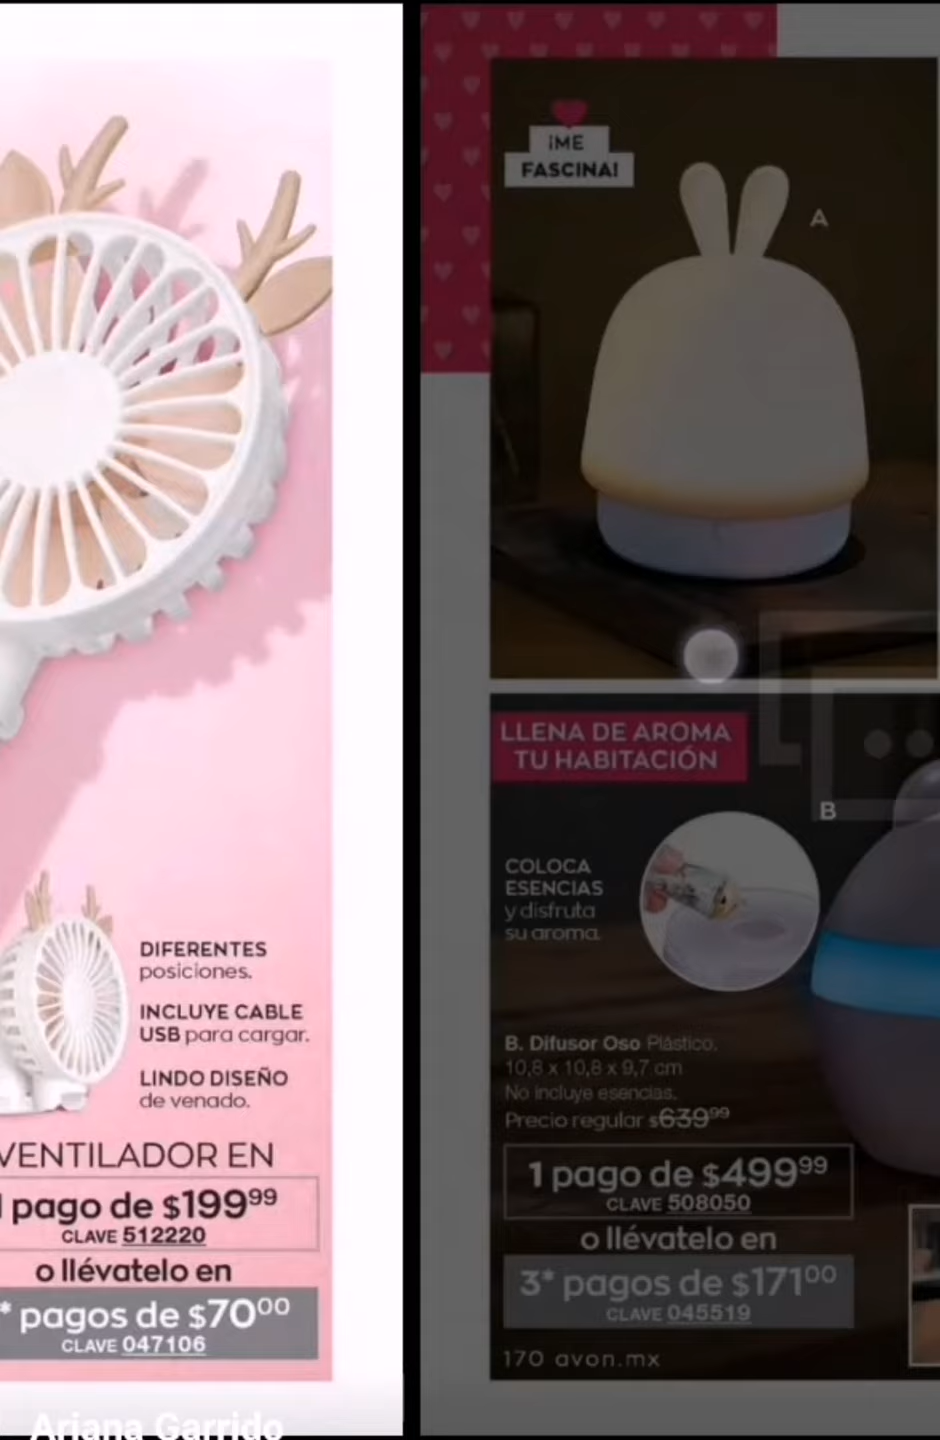 DIFERENTES
posiciones.
INCLUYE CABLE
USB para cargar.
LINDO DISEÑO
de venado.
VENTILADOR EN
1 pago de $199⁹⁹
CLAVE 512220
o llévatelo en
* pagos de $70⁰⁰
CLAVE 047106
Ariana Garrido
¡ME
FASCINA!
A
LLENA DE AROMA
TU HABITACIÓN
B
COLOCA
ESENCIAS
y disfruta
su aroma.
B. Difusor Oso Plástico.
10,8 x 10,8 x 9,7 cm
No incluye esencias.
Precio regular $639⁹⁹
1 pago de $499⁹⁹
CLAVE 508050
o llévatelo en
3* pagos de $171⁰⁰
CLAVE 045519
170 avon.mx